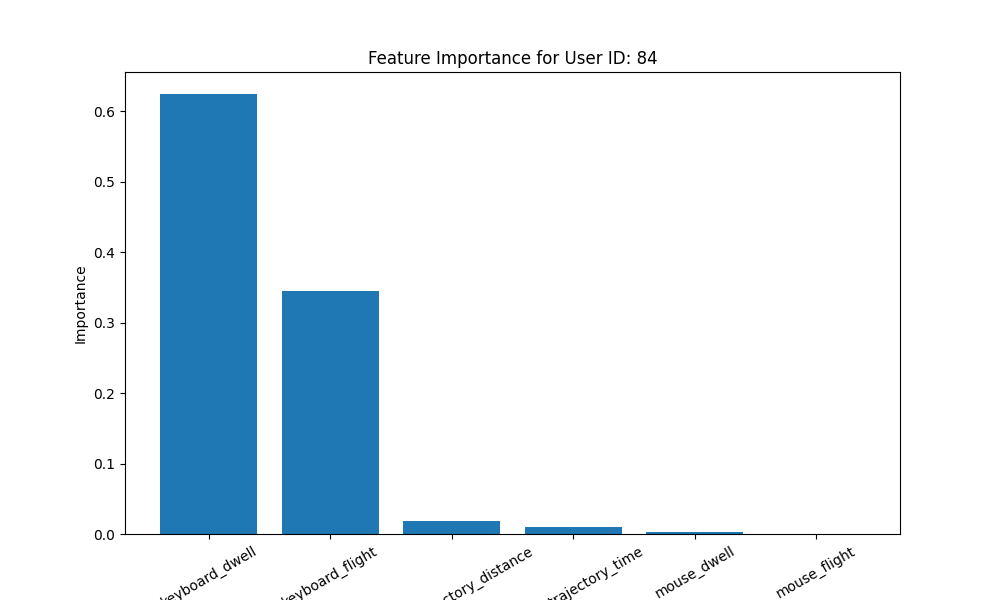 Feature Importance for User ID: 84
Importance
0.6
0.5
0.4
0.3
0.2
0.1
0.0
keyboard_dwell
keyboard_flight
ctory_distance
trajectory_time
mouse_dwell
mouse_flight